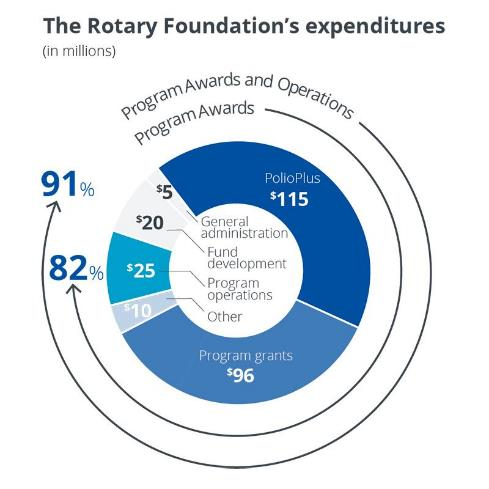 The Rotary Foundation's expenditures
(in millions)
Program Awards and Operations
Program Awards
91%
82%
PolioPlus
$115
$5
General
administration
$20
Fund
development
$25
Program
operations
$10
Other
Program grants
$96